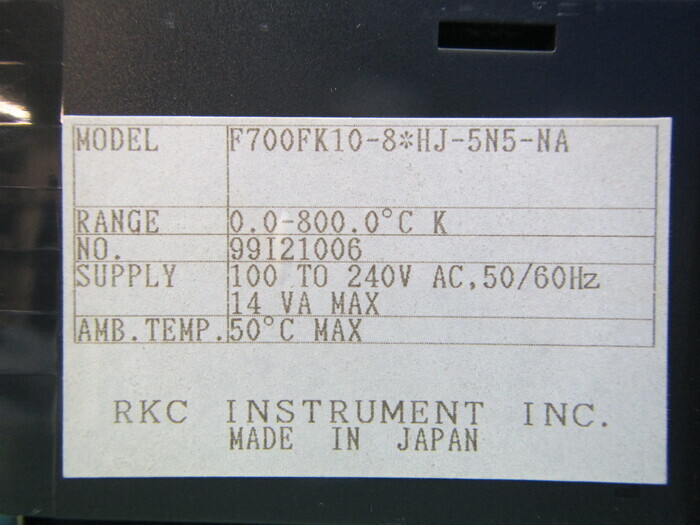 MODEL F700FK10-8*HJ-5N5-NA
RANGE 0.0-800.0°C K
NO. 99I21006
SUPPLY 100 TO 240V AC,50/60Hz
14 VA MAX
AMB.TEMP. 50°C MAX
RKC INSTRUMENT INC.
MADE IN JAPAN